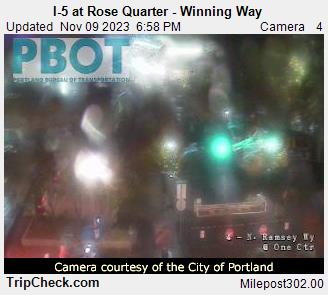 I-5 at Rose Quarter - Winning Way
Updated Nov 09 2023 6:58 PM Camera 4
PBOT
PORTLAND BUREAU OF TRANSPORTATION
4 - N. Ramsey Wy
@ One Ctr
Camera courtesy of the City of Portland
TripCheck.com Milepost302.00